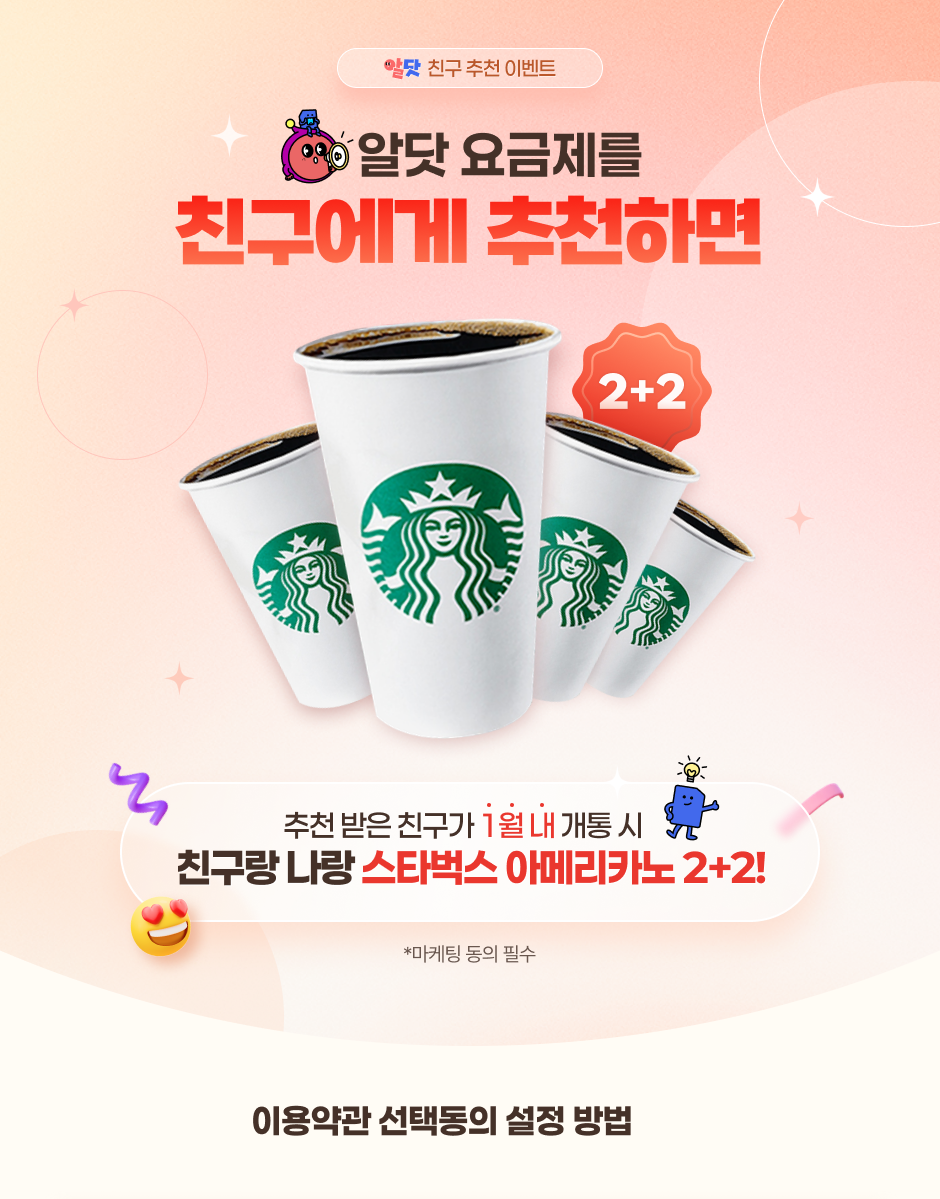 알닷 친구 추천 이벤트
알닷 요금제를
친구에게 추천하면
2+2
추천 받은 친구가 1월 내 개통 시
친구랑 나랑 스타벅스 아메리카노 2+2!
*마케팅 동의 필수
이용약관 선택동의 설정 방법